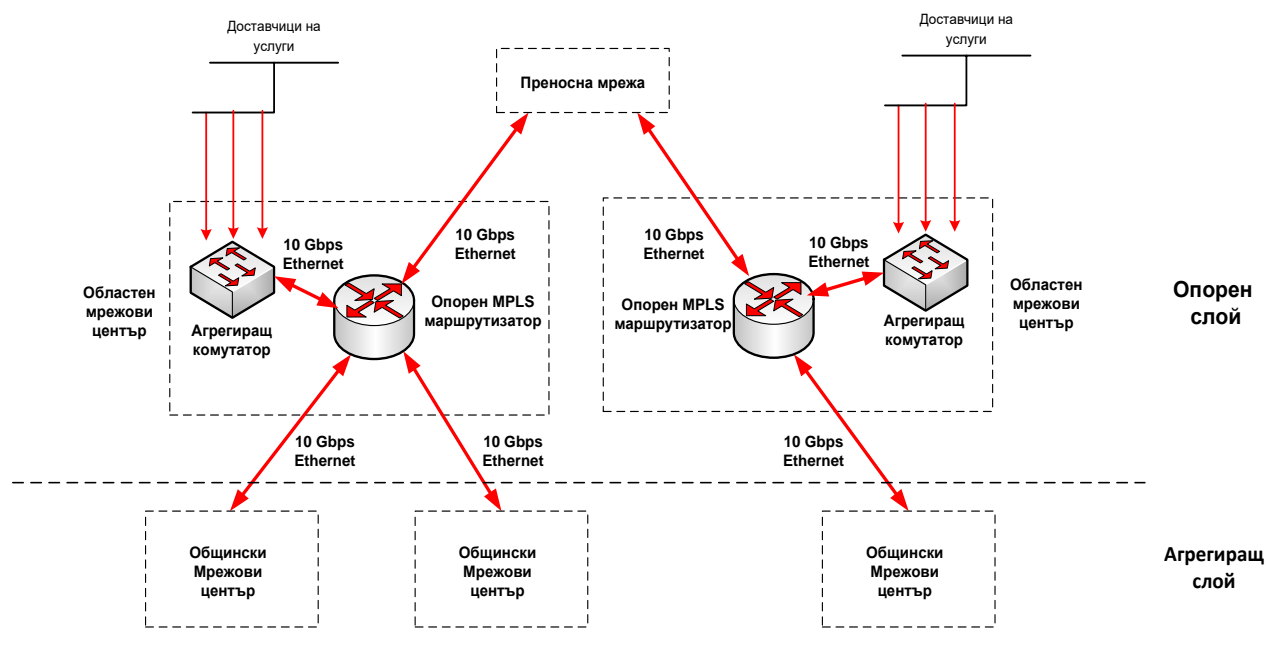 Доставчици на
услуги
Доставчици на
услуги
Преносна мрежа
10 Gbps
Ethernet
10 Gbps
Ethernet
10 Gbps
Ethernet
10 Gbps
Ethernet
Областен
мрежови
център
Агрегиращ
комутатор
Опорен MPLS
маршрутизатор
Опорен MPLS
маршрутизатор
Агрегиращ
комутатор
Областен
мрежови
център
Опорен
слой
10 Gbps
Ethernet
10 Gbps
Ethernet
10 Gbps
Ethernet
Общински
Мрежови
център
Общински
Мрежови
център
Общински
Мрежови
център
Агрегиращ
слой